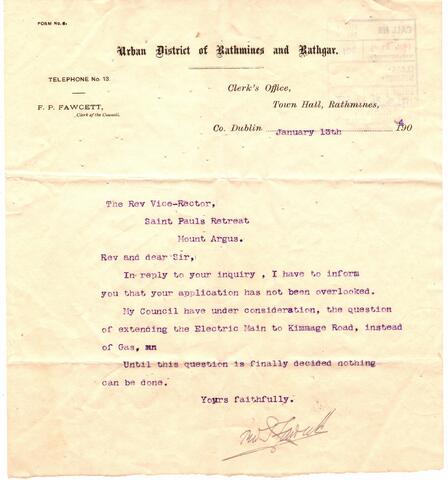 FORM No. 6.
Urban District of Rathmines and Rathgar.
TELEPHONE No. 13.
F. P. FAWCETT,
Clerk of the Council.
Clerk's Office,
Town Hall, Rathmines,
Co. Dublin January 13th 190
The Rev Vice-Rector,
Saint Pauls Retreat
Mount Argus.
Rev and dear Sir,
In reply to your inquiry , I have to inform
you that your application has not been overlooked.
My Council have under consideration, the question
of extending the Electric Main to Kimmage Road, instead
of Gas,
Until this question is finally decided nothing
can be done.
Yours faithfully.
Fawcett